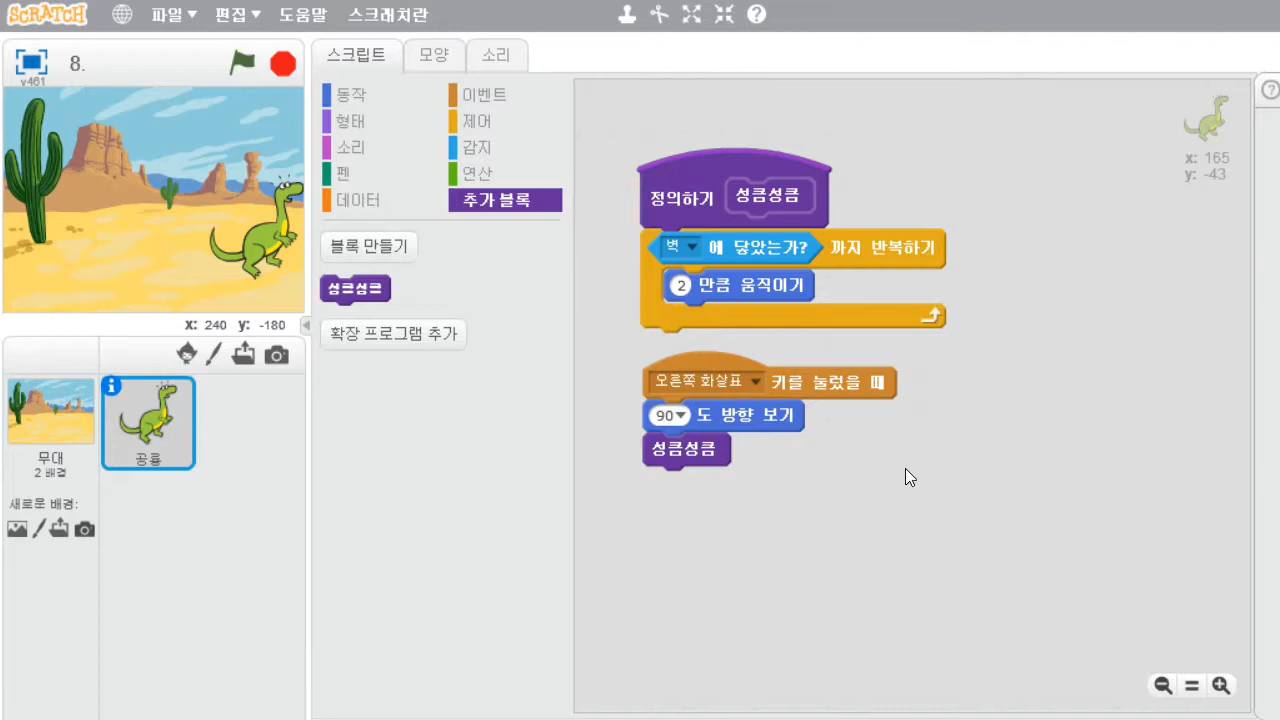 SCRATCH 파일▼ 편집▼ 도움말 스크래치란
8.
v461
스크립트 모양 소리
동작 이벤트
형태 제어
소리 감지
펜 연산
데이터 추가 블록
블록 만들기
성큼성큼
확장 프로그램 추가
x: 240 y: -180
무대
2 배경
공룡
새로운 배경:
x: 165
y: -43
정의하기 성큼성큼
벽 ▼ 에 닿았는가? 까지 반복하기
2 만큼 움직이기
오른쪽 화살표 ▼ 키를 눌렀을 때
90▼ 도 방향 보기
성큼성큼